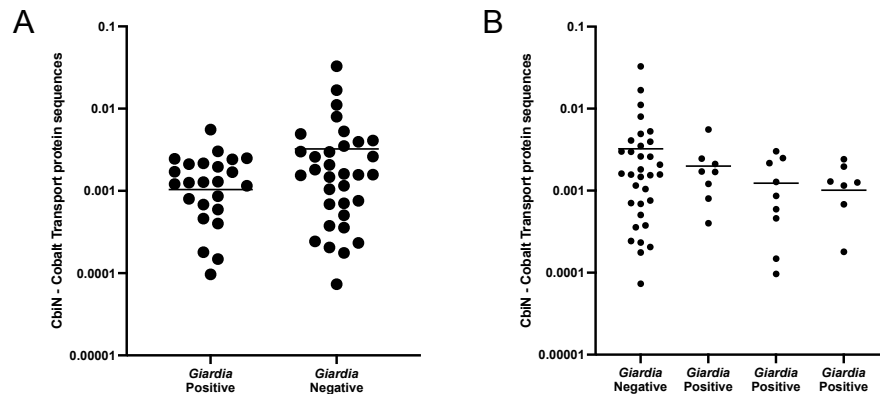 A
CbiN - Cobalt Transport protein sequences
0.1
0.01
0.001
0.0001
0.00001
Giardia
Positive
Giardia
Negative
B
CbiN - Cobalt Transport protein sequences
0.1
0.01
0.001
0.0001
0.00001
Giardia
Negative
Giardia
Positive
Giardia
Positive
Giardia
Positive